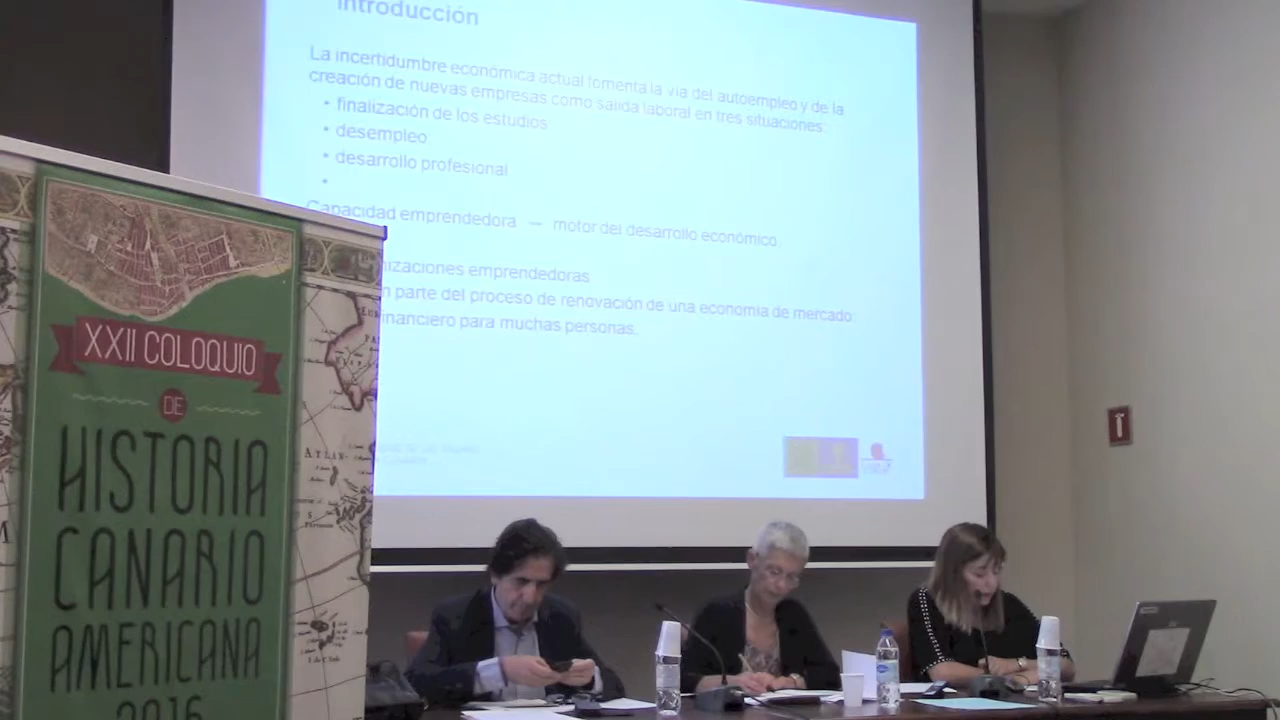 Introducción
La incertidumbre económica actual fomenta la vía del autoempleo y de la
creación de nuevas empresas como salida laboral en tres situaciones:
• finalización de los estudios
• desempleo
• desarrollo profesional
•
Capacidad emprendedora — motor del desarrollo económico
nizaciones emprendedoras
n parte del proceso de renovación de una economía de mercado
inanciero para muchas personas.
XXII COLOQUIO
DE
HISTORIA
CANARIO
AMERICANA
2016